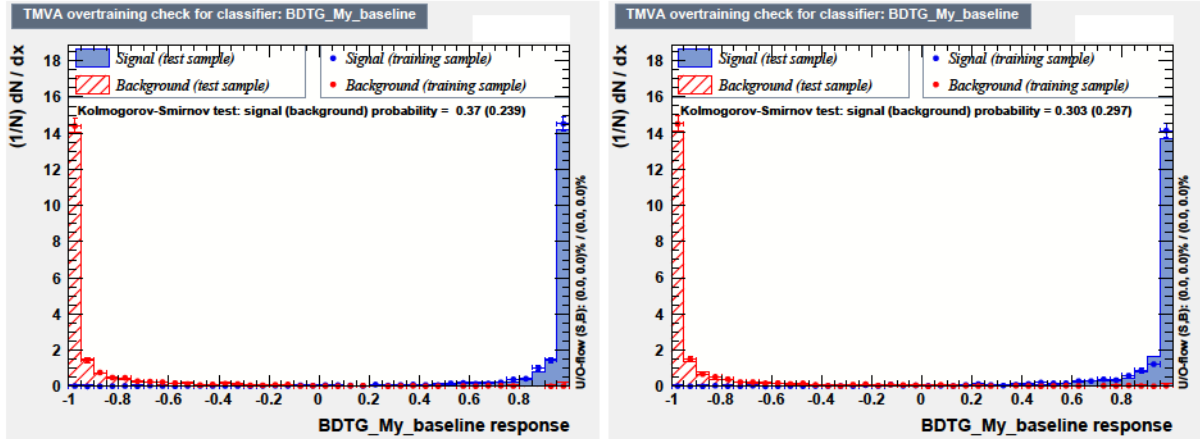 TMVA overtraining check for classifier: BDTG_My_baseline
(1/N) dN / dx
18
16
14
12
10
8
6
4
2
0
Signal (test sample)
Background (test sample)
Signal (training sample)
Background (training sample)
Kolmogorov-Smirnov test: signal (background) probability = 0.37 (0.239)
U/O-flow (S,B): (0.0, 0.0)% / (0.0, 0.0)%
-1 -0.8 -0.6 -0.4 -0.2 0 0.2 0.4 0.6 0.8
BDTG_My_baseline response
TMVA overtraining check for classifier: BDTG_My_baseline
(1/N) dN / dx
18
16
14
12
10
8
6
4
2
0
Signal (test sample)
Background (test sample)
Signal (training sample)
Background (training sample)
Kolmogorov-Smirnov test: signal (background) probability = 0.303 (0.297)
U/O-flow (S,B): (0.0, 0.0)% / (0.0, 0.0)%
-1 -0.8 -0.6 -0.4 -0.2 0 0.2 0.4 0.6 0.8
BDTG_My_baseline response